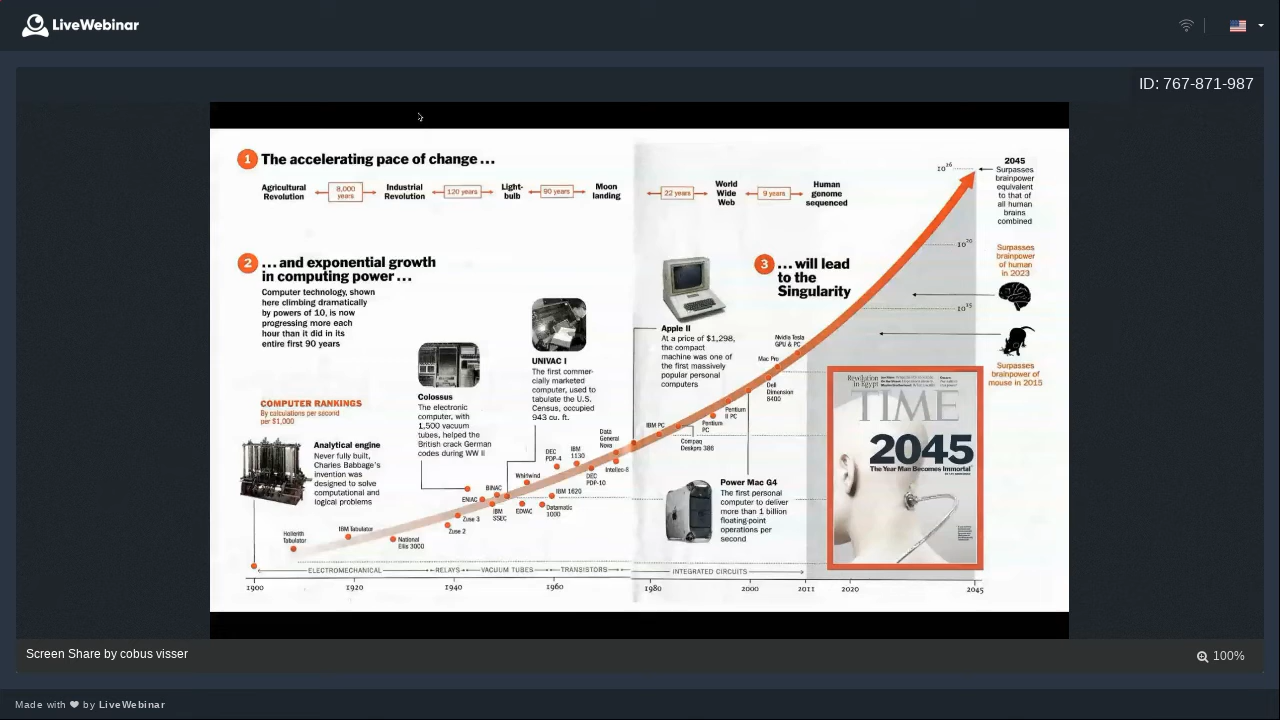 LiveWebinar
ID: 767-871-987
1 The accelerating pace of change ...
Agricultural
Revolution
8,000
years
Industrial
Revolution
120 years
Light-
bulb
90 years
Moon
landing
22 years
World
Wide
Web
9 years
Human
genome
sequenced
2 ... and exponential growth
in computing power ...
Computer technology, shown
here climbing dramatically
by powers of 10, is now
progressing more each
hour than it did in its
entire first 90 years
COMPUTER RANKINGS
By calculations per second
per $1,000
Analytical engine
Never fully built,
Charles Babbage's
invention was
designed to solve
computational and
logical problems
Colossus
The electronic
computer, with
1,500 vacuum
tubes, helped the
British crack German
codes during WW II
UNIVAC I
The first commer-
cially marketed
computer, used to
tabulate the U.S.
Census, occupied
943 cu. ft.
Apple II
At a price of $1,298,
the compact
machine was one of
the first massively
popular personal
computers
Power Mac G4
The first personal
computer to deliver
more than 1 billion
floating-point
operations per
second
3 ... will lead
to the
Singularity
2045
Surpasses
brainpower
equivalent
to that of
all human
brains
combined
10²⁶
10²⁰
10¹⁵
Surpasses
brainpower
of human
in 2023
Surpasses
brainpower of
mouse in 2015
Hollerith
Tabulator
IBM Tabulator
National
Ellis 3000
Zuse 2
Zuse 3
ENIAC
BINAC
IBM
SSEC
Whirlwind
EDVAC
Datamatic
1000
IBM 1620
DEC
PDP-4
IBM
1130
DEC
PDP-10
Data
General
Nova
Intellec-8
IBM PC
Compaq
Deskpro 386
Pentium
PC
Pentium
II PC
Dell
Dimension
8400
Mac Pro
Nvidia Tesla
GPU & PC
Revolution
in Egypt
TIME
2045
The Year Man Becomes Immortal
ELECTROMECHANICAL
RELAYS
VACUUM TUBES
TRANSISTORS
INTEGRATED CIRCUITS
1900
1920
1940
1960
1980
2000
2011
2020
2045
Screen Share by cobus visser
100%
Made with ❤ by LiveWebinar